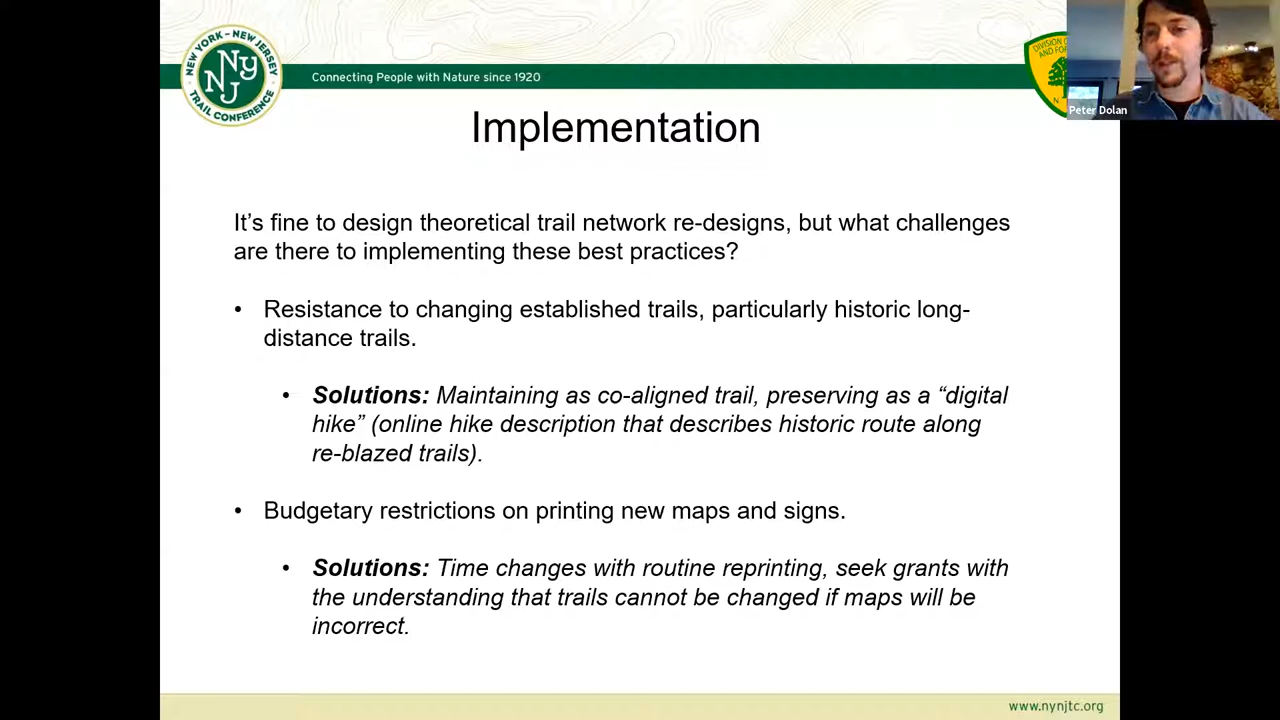 NEW YORK - NEW JERSEY
NY
NJ
TRAIL CONFERENCE
Connecting People with Nature since 1920
DIVISION
AND FOR
Peter Dolan
Implementation
It’s fine to design theoretical trail network re-designs, but what challenges
are there to implementing these best practices?
• Resistance to changing established trails, particularly historic long-
distance trails.
• Solutions: Maintaining as co-aligned trail, preserving as a “digital
hike” (online hike description that describes historic route along
re-blazed trails).
• Budgetary restrictions on printing new maps and signs.
• Solutions: Time changes with routine reprinting, seek grants with
the understanding that trails cannot be changed if maps will be
incorrect.
www.nynjtc.org